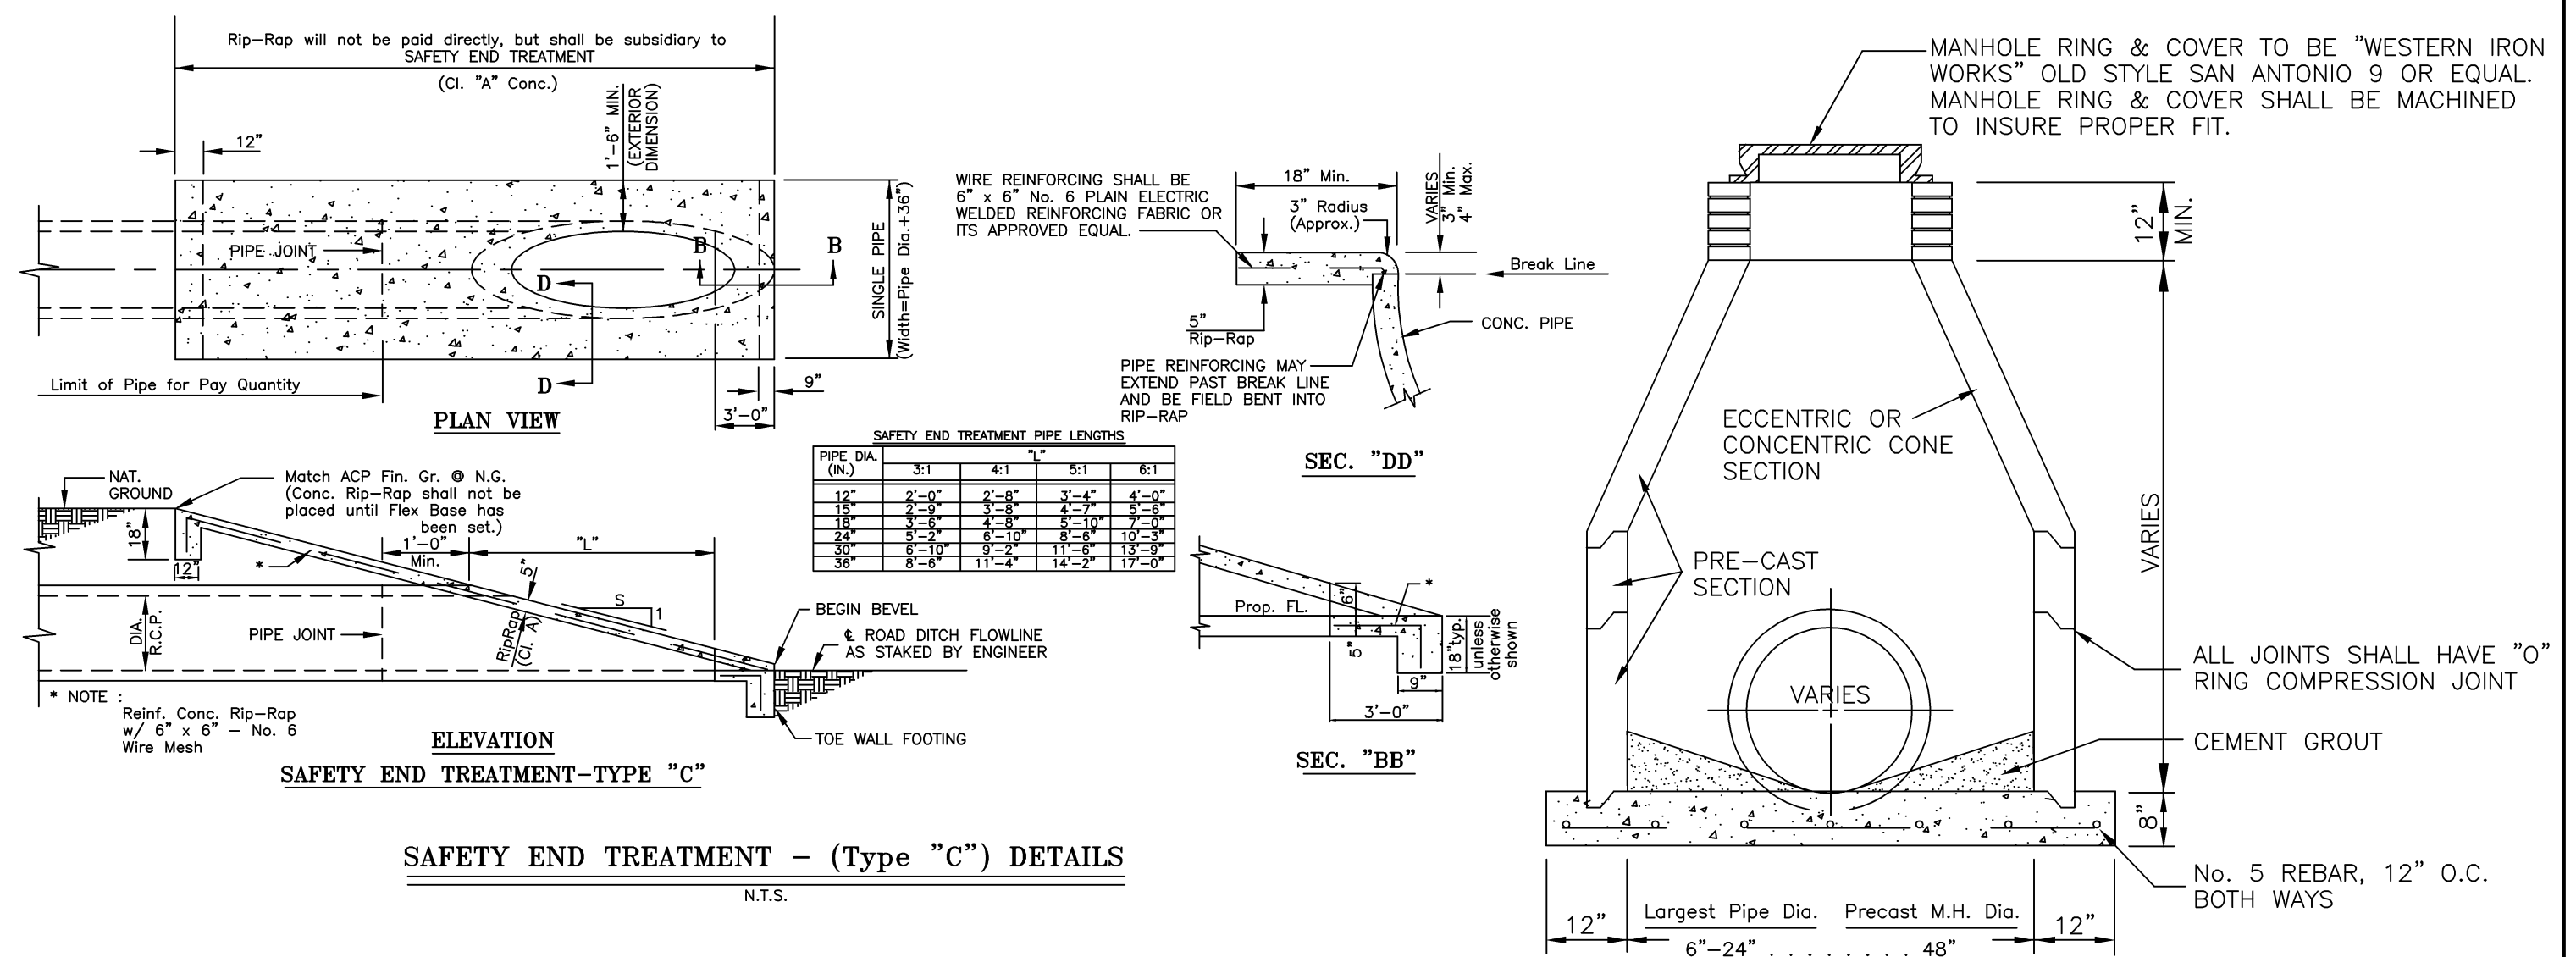 Rip-Rap will not be paid directly, but shall be subsidiary to
SAFETY END TREATMENT
(Cl. "A" Conc.)
12"
1'-6" MIN.
(EXTERIOR
DIMENSION)
PIPE JOINT
B
B
D
D
SINGLE PIPE
(Width=Pipe Dia.+36")
Limit of Pipe for Pay Quantity
9"
3'-0"
PLAN VIEW
WIRE REINFORCING SHALL BE
6" x 6" No. 6 PLAIN ELECTRIC
WELDED REINFORCING FABRIC OR
ITS APPROVED EQUAL.
18" Min.
3" Radius
(Approx.)
VARIES
3" Min.
4" Max.
Break Line
5"
Rip-Rap
CONC. PIPE
PIPE REINFORCING MAY
EXTEND PAST BREAK LINE
AND BE FIELD BENT INTO
RIP-RAP
SEC. "DD"
SAFETY END TREATMENT PIPE LENGTHS
PIPE DIA. (IN.) "L"
3:1 4:1 5:1 6:1
12" 2'-0" 2'-8" 3'-4" 4'-0"
15" 2'-9" 3'-8" 4'-7" 5'-6"
18" 3'-6" 4'-8" 5'-10" 7'-0"
24" 5'-2" 6'-10" 8'-6" 10'-3"
30" 6'-10" 9'-2" 11'-6" 13'-9"
36" 8'-6" 11'-4" 14'-2" 17'-0"
NAT.
GROUND
Match ACP Fin. Gr. @ N.G.
(Conc. Rip-Rap shall not be
placed until Flex Base has
been set.)
18"
12"
*
1'-0"
Min.
"L"
5"
S
1
DIA.
R.C.P.
PIPE JOINT
RipRap
(Cl. A)
BEGIN BEVEL
℄ ROAD DITCH FLOWLINE
AS STAKED BY ENGINEER
TOE WALL FOOTING
* NOTE :
Reinf. Conc. Rip-Rap
w/ 6" x 6" - No. 6
Wire Mesh
ELEVATION
SAFETY END TREATMENT-TYPE "C"
Prop. FL.
6"
*
5"
18"typ.
unless
otherwise
shown
9"
3'-0"
SEC. "BB"
SAFETY END TREATMENT - (Type "C") DETAILS
N.T.S.
MANHOLE RING & COVER TO BE "WESTERN IRON
WORKS" OLD STYLE SAN ANTONIO 9 OR EQUAL.
MANHOLE RING & COVER SHALL BE MACHINED
TO INSURE PROPER FIT.
12"
MIN.
ECCENTRIC OR
CONCENTRIC CONE
SECTION
VARIES
PRE-CAST
SECTION
VARIES
ALL JOINTS SHALL HAVE "O"
RING COMPRESSION JOINT
CEMENT GROUT
8"
No. 5 REBAR, 12" O.C.
BOTH WAYS
12"
Largest Pipe Dia. Precast M.H. Dia.
12"
6"-24" . . . . . . . . 48"